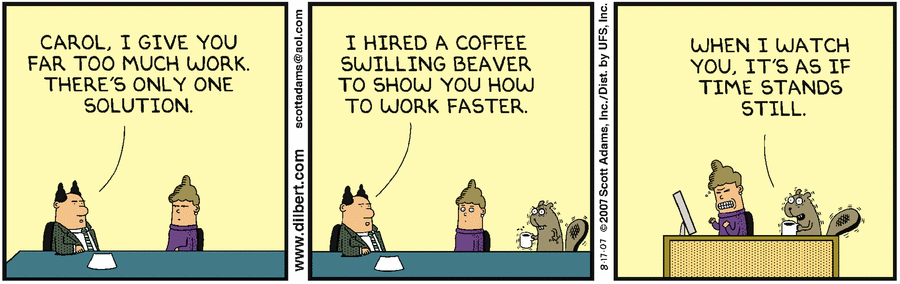 CAROL, I GIVE YOU
FAR TOO MUCH WORK.
THERE'S ONLY ONE
SOLUTION.
www.dilbert.com scottadams@aol.com
I HIRED A COFFEE
SWILLING BEAVER
TO SHOW YOU HOW
TO WORK FASTER.
8-17-07 ©2007 Scott Adams, Inc./Dist. by UFS, Inc.
WHEN I WATCH
YOU, IT'S AS IF
TIME STANDS
STILL.